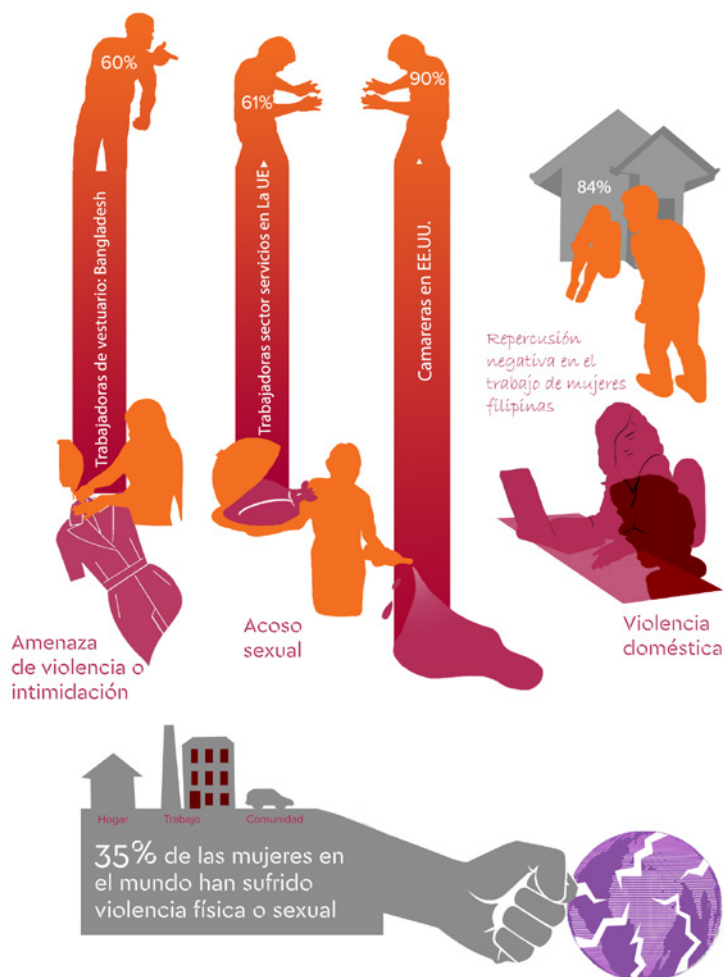 60%
Trabajadoras de vestuario: Bangladesh
Amenaza
de violencia o
intimidación
61%
Trabajadoras sector servicios en La UE
90%
Camareras en EE.UU.
Acoso
sexual
84%
Repercusión
negativa en el
trabajo de mujeres
filipinas
Violencia
doméstica
Hogar
Trabajo
Comunidad
35% de las mujeres en
el mundo han sufrido
violencia física o sexual